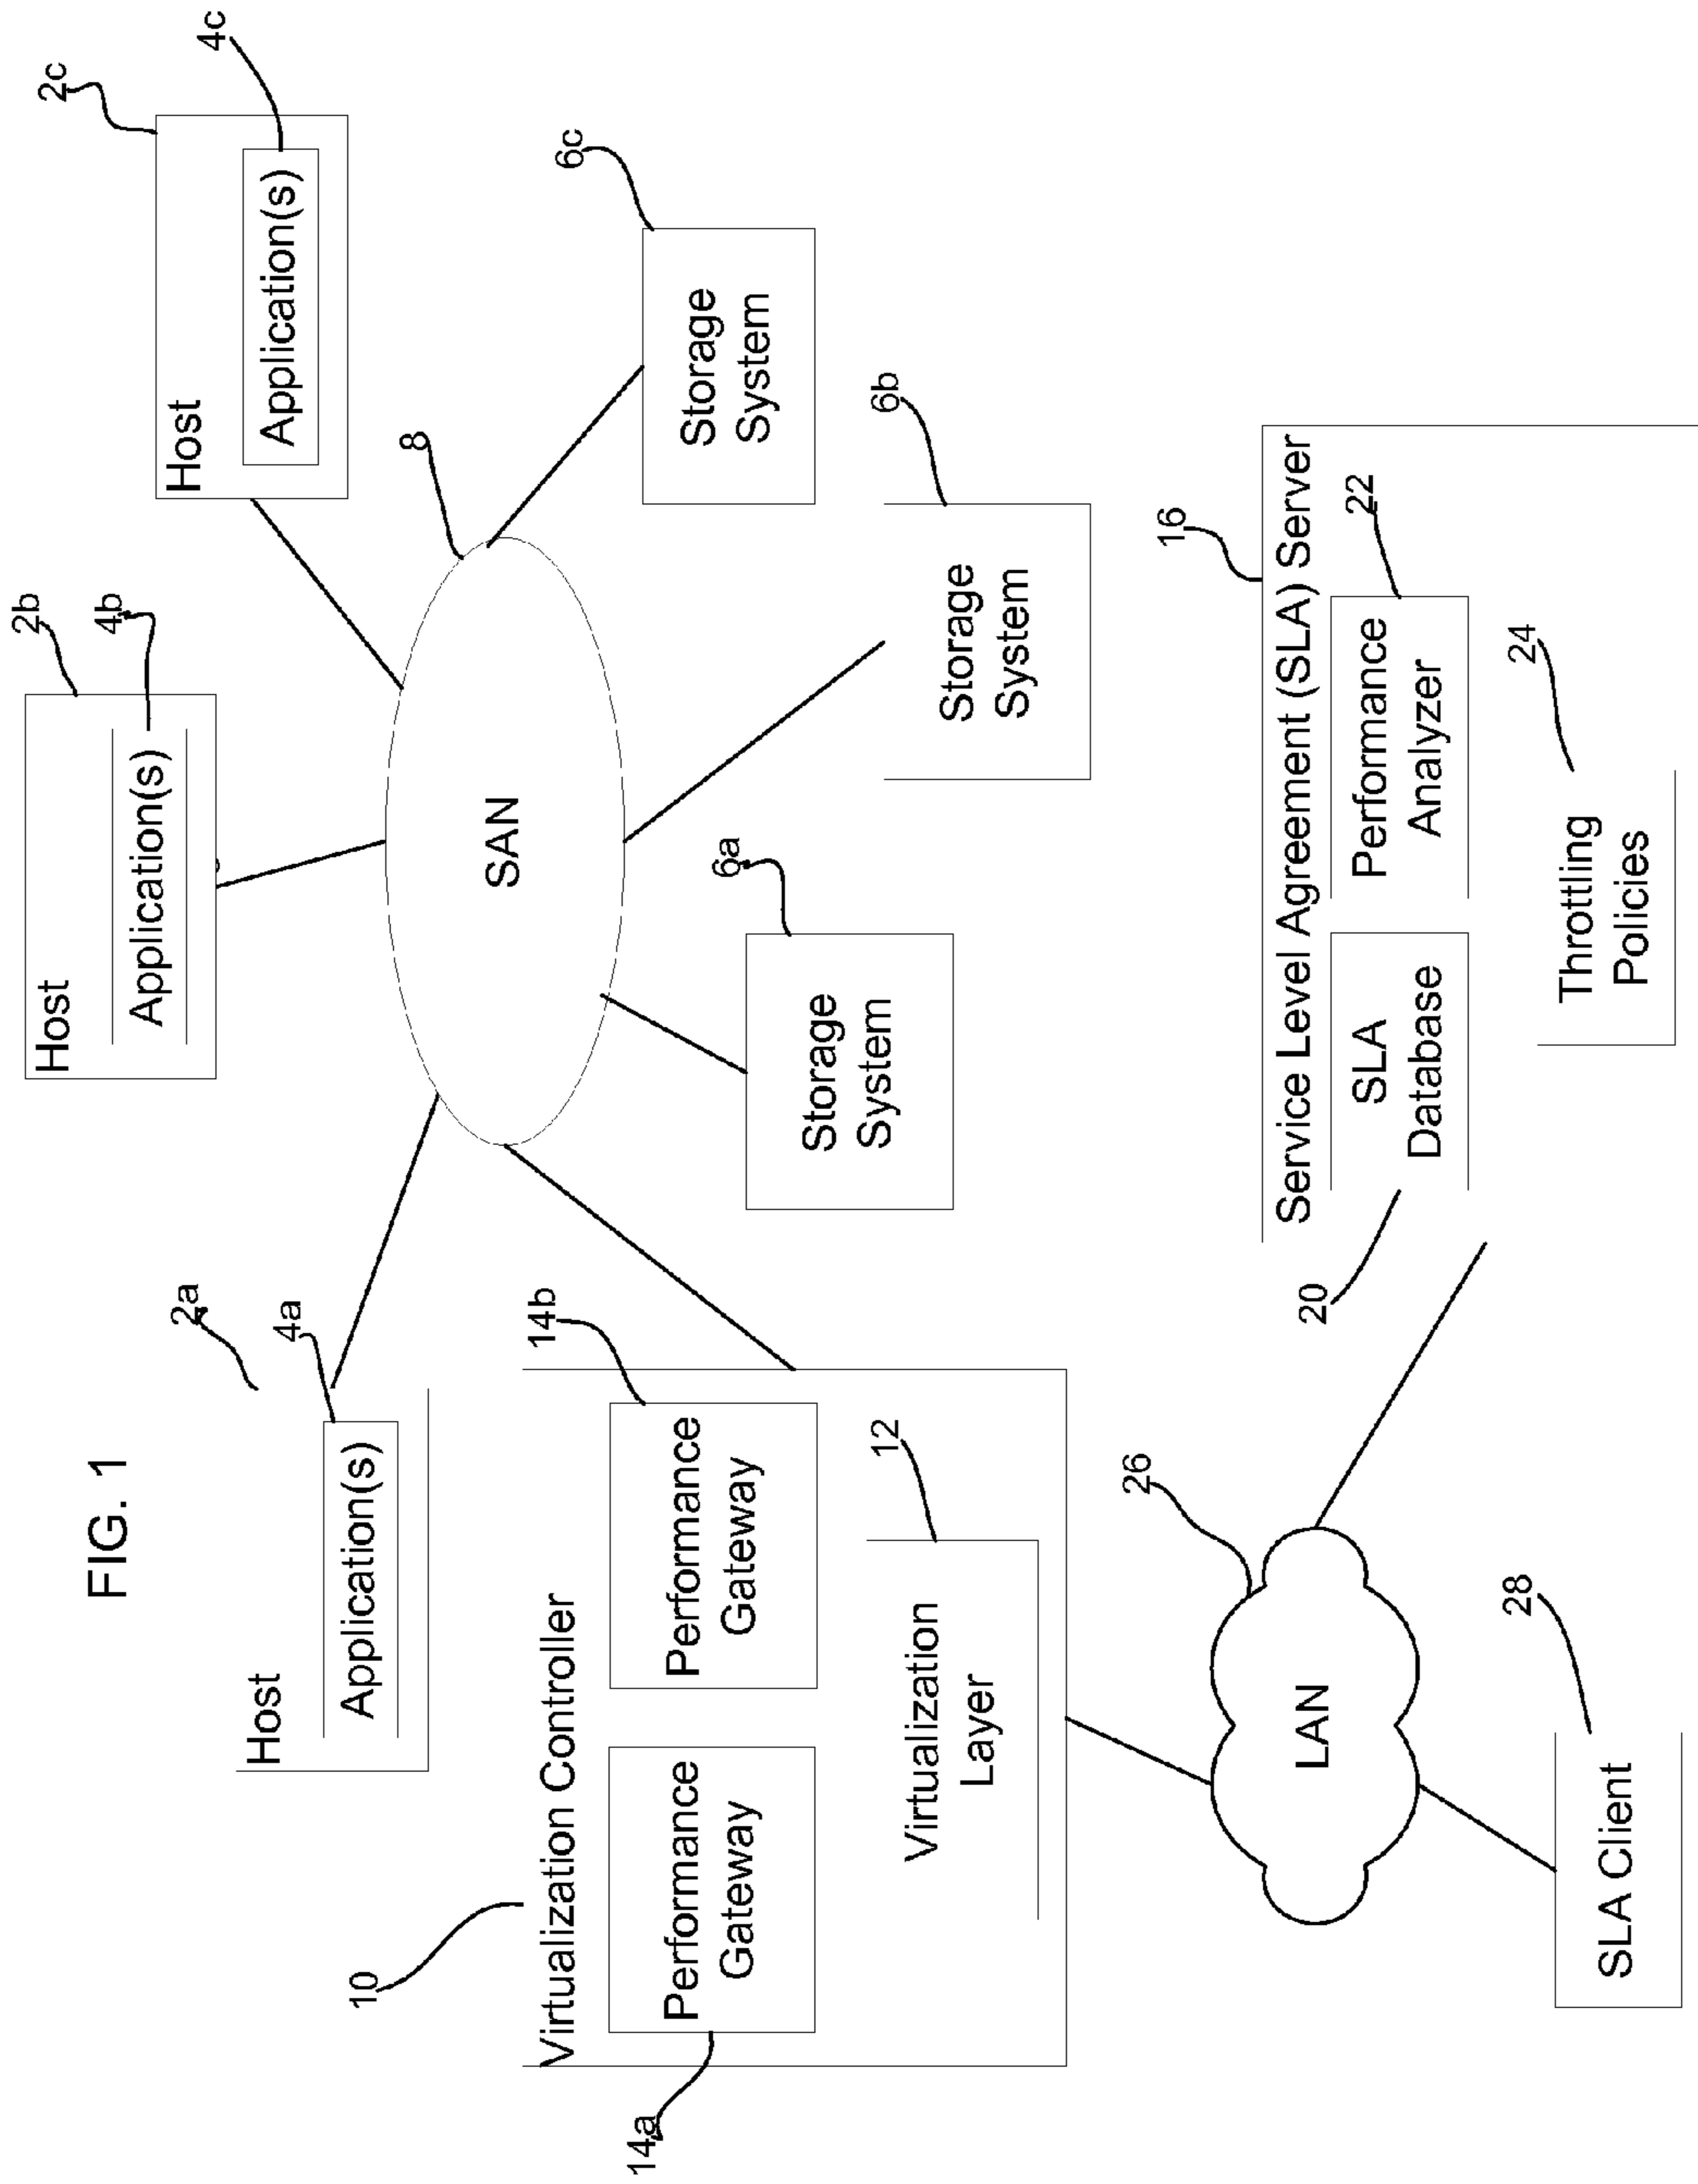 FIG. 1
2a
Host
4a
Application(s)
2b
Host
4b
Application(s)
2c
Host
4c
Application(s)
10
Virtualization Controller
14a
Performance
Gateway
14b
Performance
Gateway
12
Virtualization
Layer
8
SAN
6a
Storage
System
6b
Storage
System
6c
Storage
System
26
LAN
28
SLA Client
16
Service Level Agreement (SLA) Server
20
SLA
Database
22
Performance
Analyzer
24
Throttling
Policies